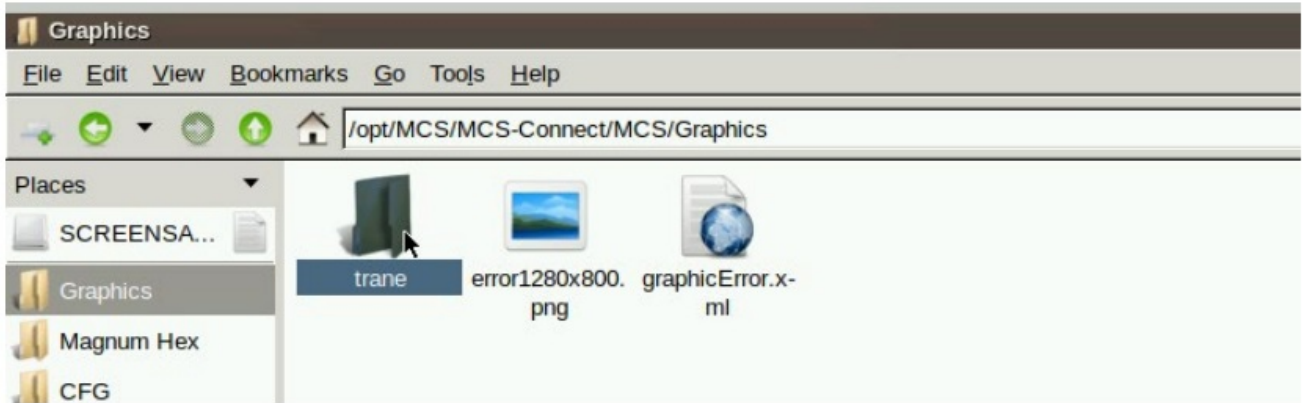 Graphics
File Edit View Bookmarks Go Tools Help
/opt/MCS/MCS-Connect/MCS/Graphics
Places
SCREENSA...
Graphics
Magnum Hex
CFG
trane
error1280x800.
png
graphicError.x-
ml